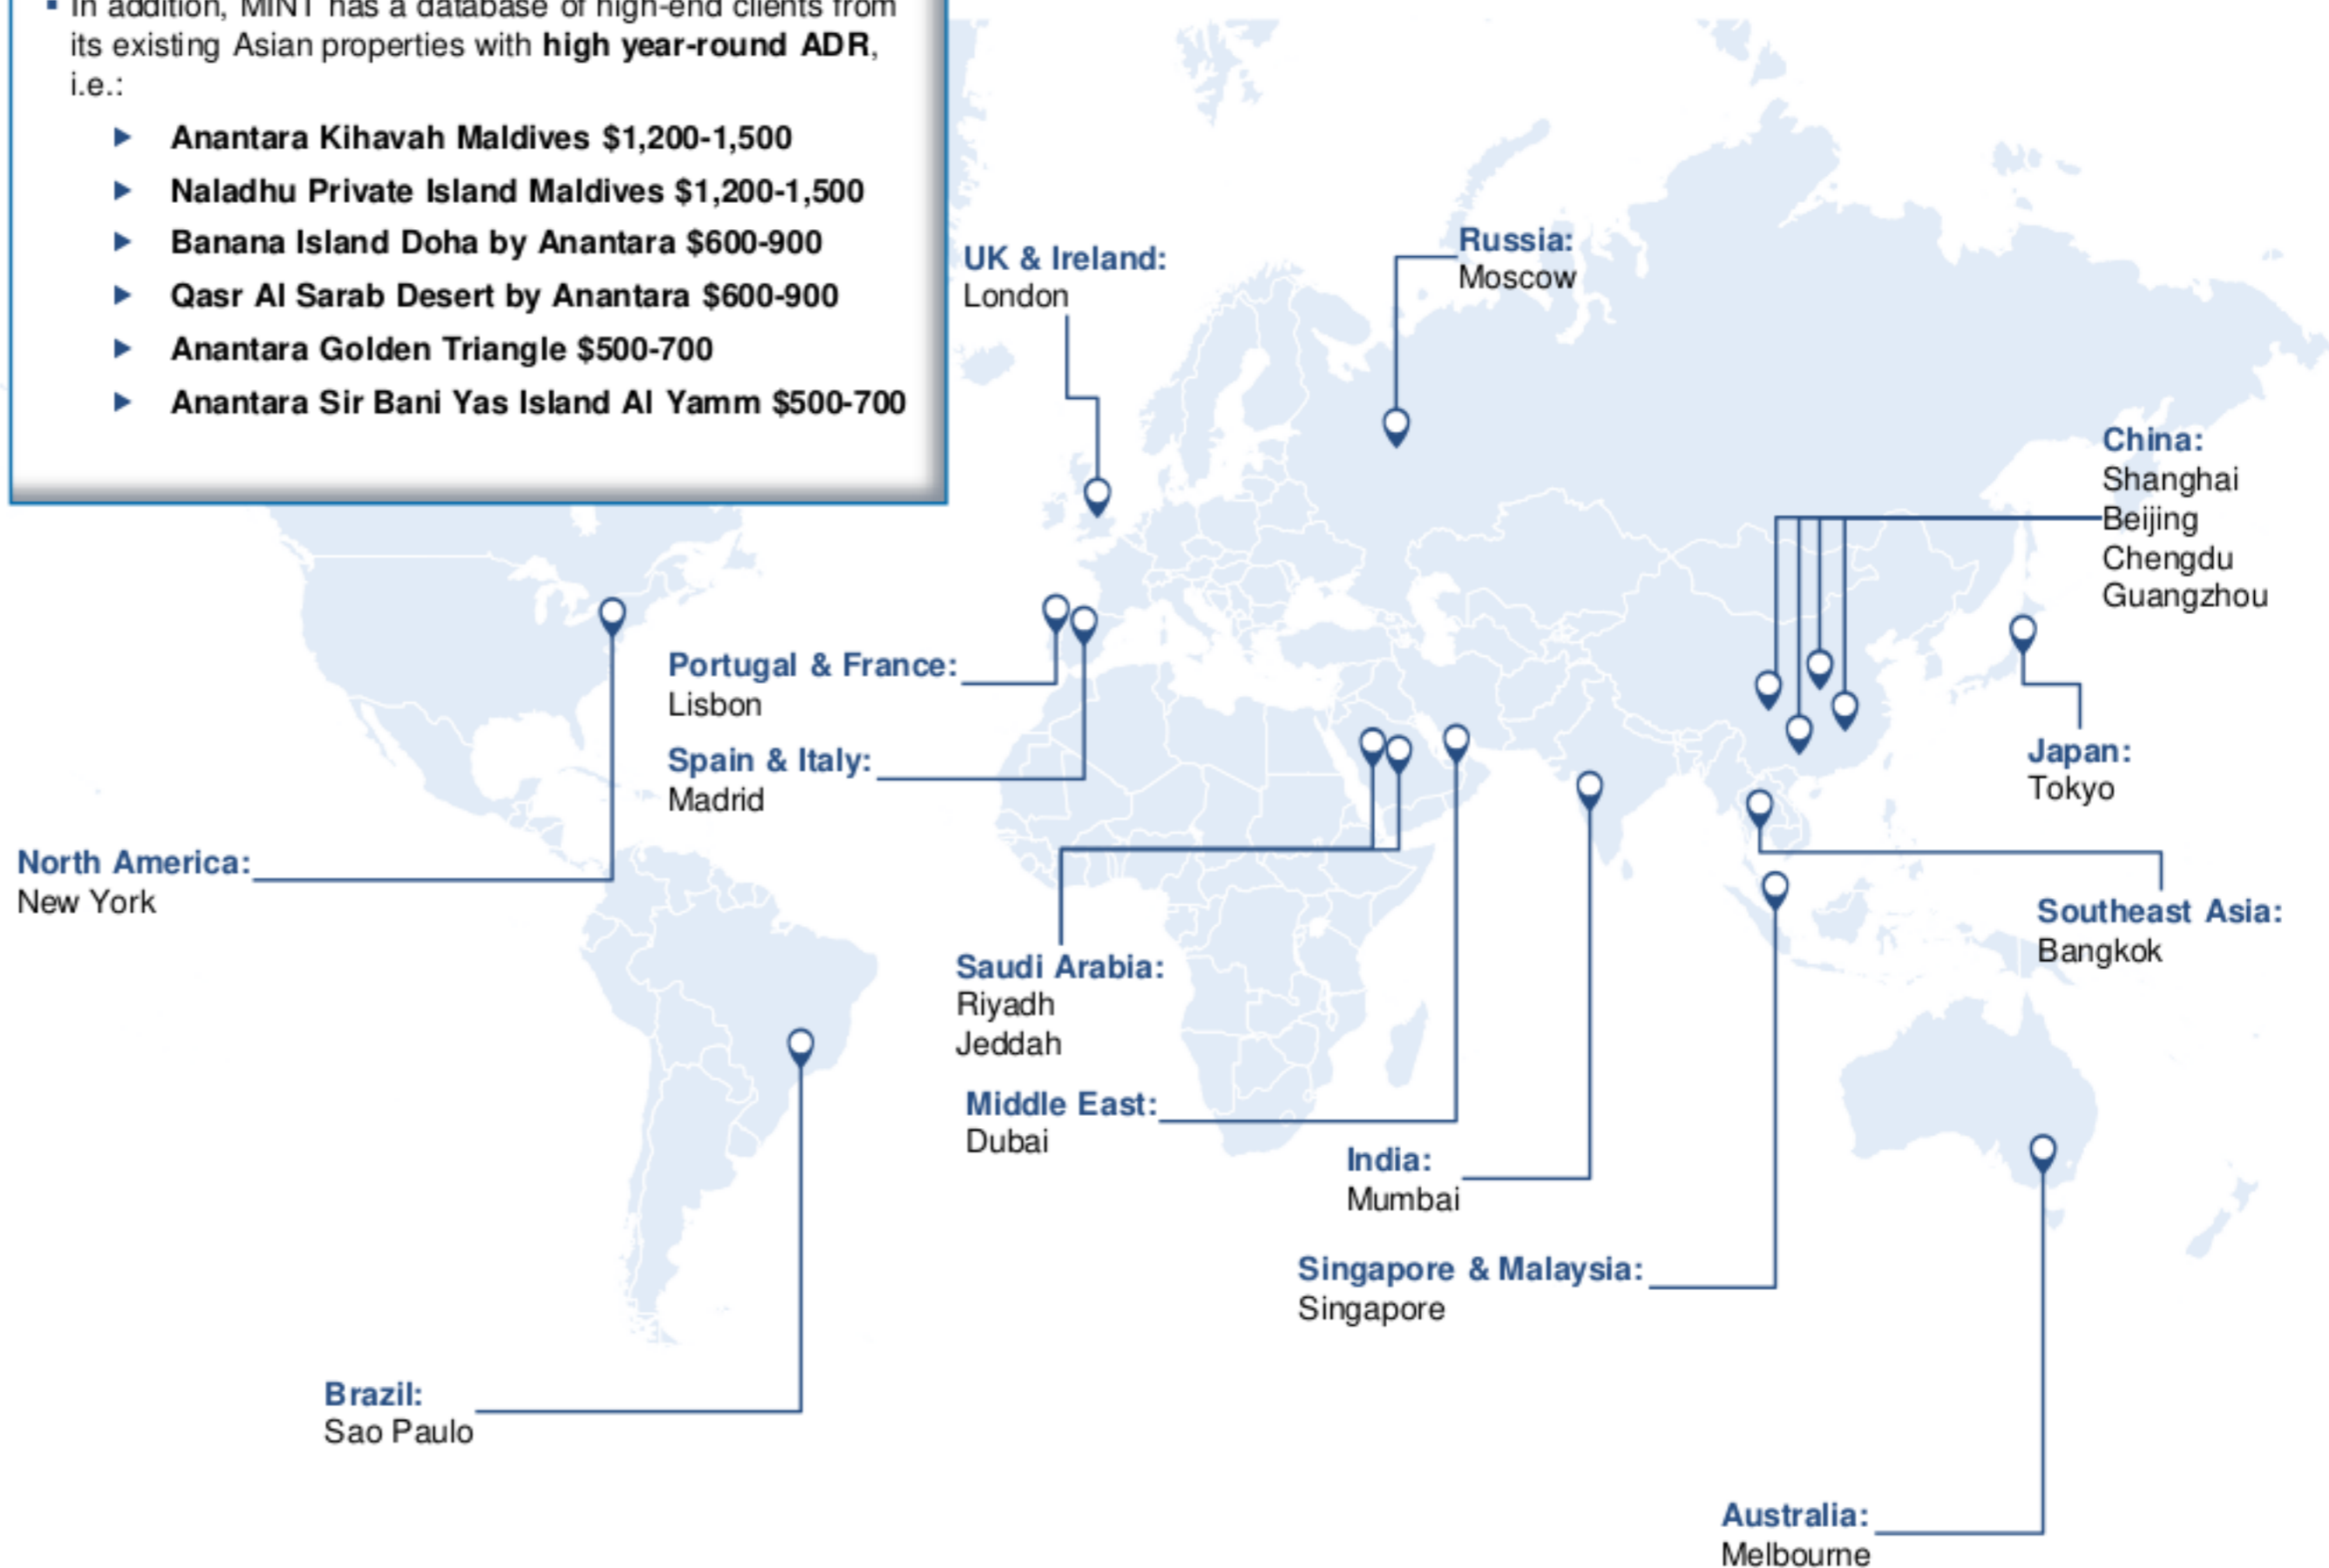 ▪ In addition, MINT has a database of high-end clients from
its existing Asian properties with high year-round ADR,
i.e.:
► Anantara Kihavah Maldives $1,200-1,500
► Naladhu Private Island Maldives $1,200-1,500
► Banana Island Doha by Anantara $600-900
► Qasr Al Sarab Desert by Anantara $600-900
► Anantara Golden Triangle $500-700
► Anantara Sir Bani Yas Island Al Yamm $500-700
UK & Ireland:
London
Russia:
Moscow
China:
Shanghai
Beijing
Chengdu
Guangzhou
Portugal & France:
Lisbon
Spain & Italy:
Madrid
Japan:
Tokyo
North America:
New York
Southeast Asia:
Bangkok
Saudi Arabia:
Riyadh
Jeddah
Middle East:
Dubai
India:
Mumbai
Singapore & Malaysia:
Singapore
Brazil:
Sao Paulo
Australia:
Melbourne